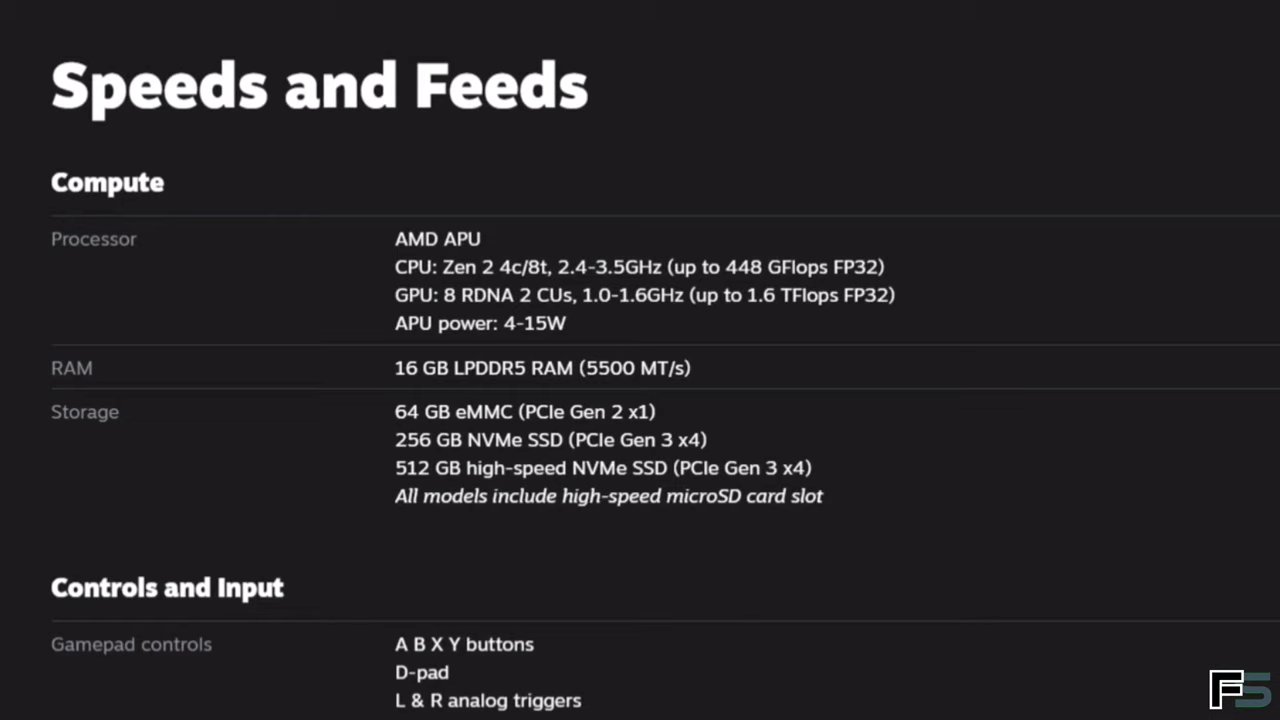 Speeds and Feeds
Compute
Processor
AMD APU
CPU: Zen 2 4c/8t, 2.4-3.5GHz (up to 448 GFlops FP32)
GPU: 8 RDNA 2 CUs, 1.0-1.6GHz (up to 1.6 TFlops FP32)
APU power: 4-15W
RAM
16 GB LPDDR5 RAM (5500 MT/s)
Storage
64 GB eMMC (PCIe Gen 2 x1)
256 GB NVMe SSD (PCIe Gen 3 x4)
512 GB high-speed NVMe SSD (PCIe Gen 3 x4)
All models include high-speed microSD card slot
Controls and Input
Gamepad controls
A B X Y buttons
D-pad
L & R analog triggers
FS